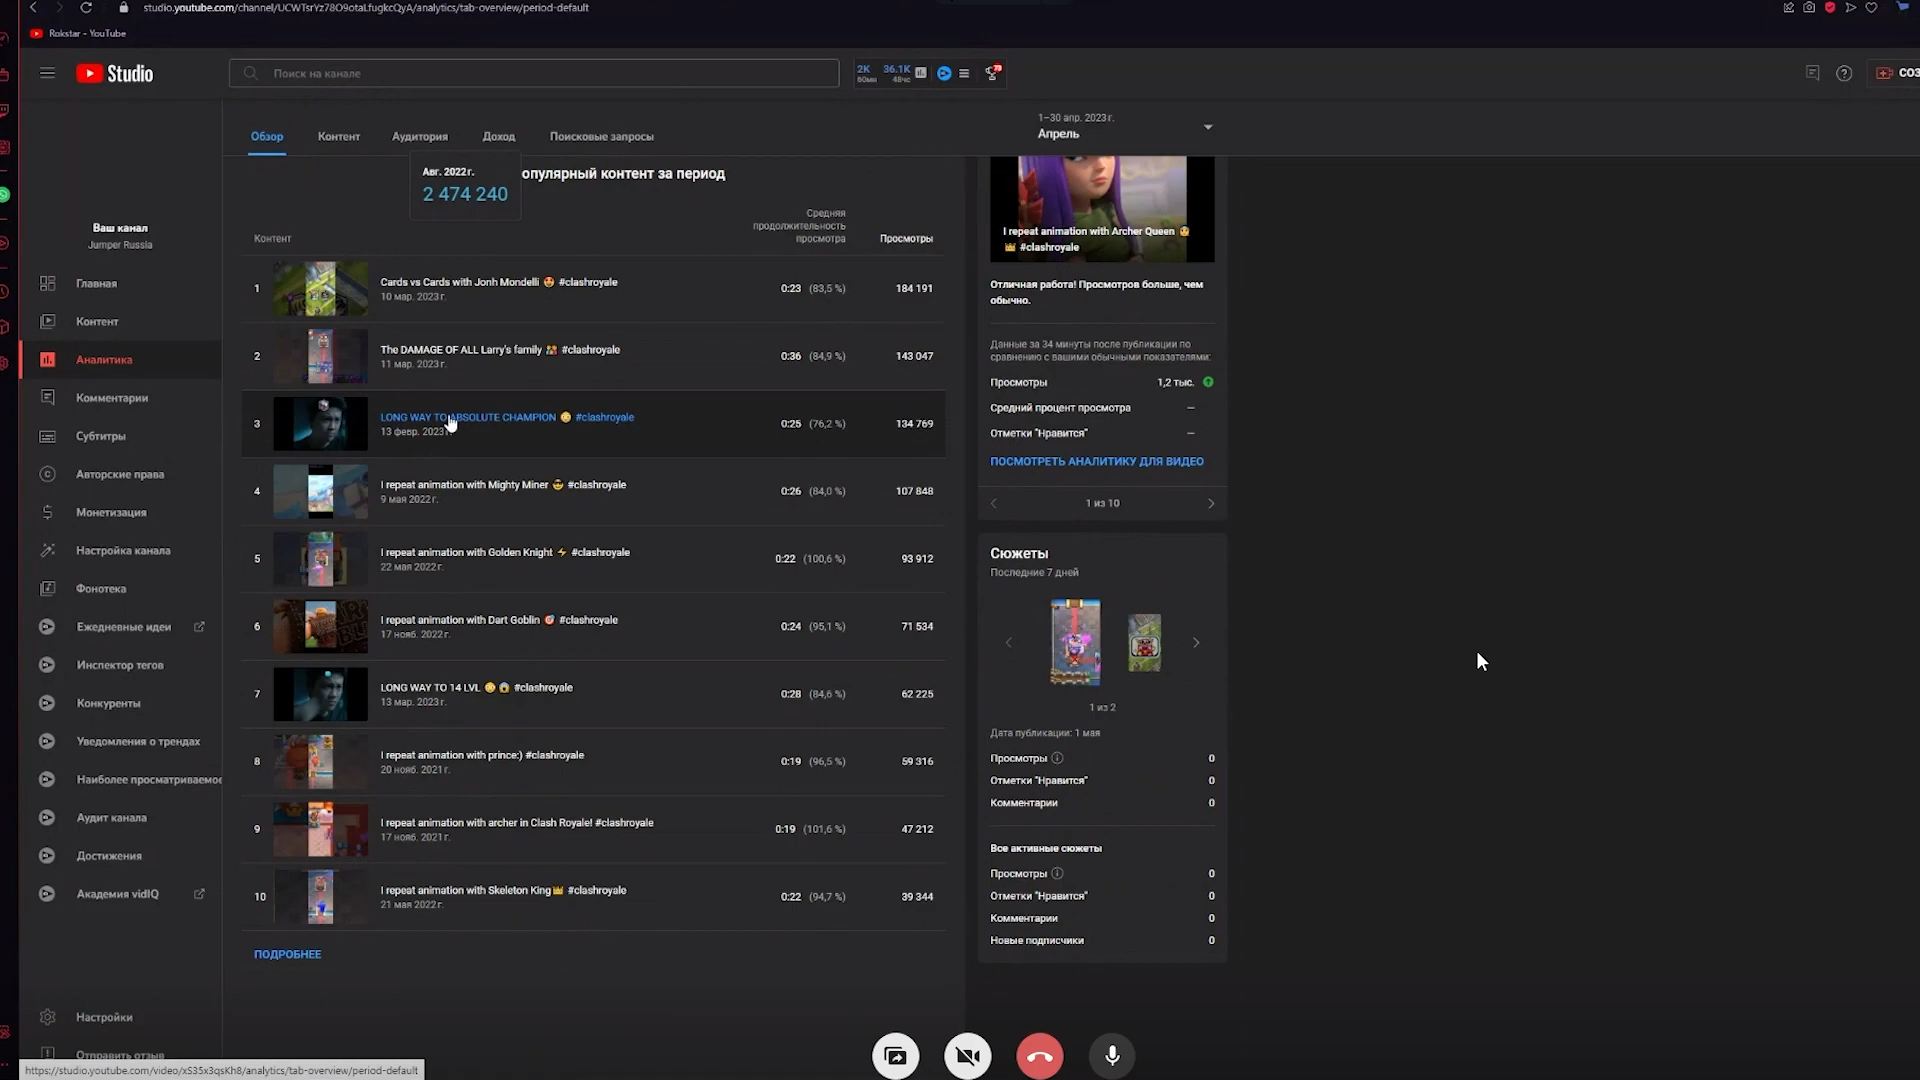 studio.youtube.com/channel/UCWTsrYz78O9otaLfugkcQyA/analytics/tab-overview/period-default
Rokstar - YouTube
Studio
Поиск на канале
2K 36.1K
60мин 48чс
СОЗ
Обзор Контент Аудитория Доход Поисковые запросы
1–30 апр. 2023 г.
Апрель
Авг. 2022 г.
2 474 240
опулярный контент за период
Ваш канал
Jumper Russia
Главная
Контент
Аналитика
Комментарии
Субтитры
Авторские права
Монетизация
Настройка канала
Фонотека
Ежедневные идеи
Инспектор тегов
Конкуренты
Уведомления о трендах
Наиболее просматриваемое
Аудит канала
Достижения
Академия vidIQ
Настройки
Отправить отзыв
Контент
Средняя
продолжительность
просмотра
Просмотры
1 Cards vs Cards with Jonh Mondelli 🤩 #clashroyale 0:23 (83,5 %) 184 191
10 мар. 2023 г.
2 The DAMAGE OF ALL Larry's family 👥 #clashroyale 0:36 (84,9 %) 143 047
11 мар. 2023 г.
3 LONG WAY TO ABSOLUTE CHAMPION 😳 #clashroyale 0:25 (76,2 %) 134 769
13 февр. 2023 г.
4 I repeat animation with Mighty Miner 😎 #clashroyale 0:26 (84,0 %) 107 848
9 мая 2022 г.
5 I repeat animation with Golden Knight ⚡ #clashroyale 0:22 (100,6 %) 93 912
22 мая 2022 г.
6 I repeat animation with Dart Goblin 🎯 #clashroyale 0:24 (95,1 %) 71 534
17 нояб. 2022 г.
7 LONG WAY TO 14 LVL 😳😱 #clashroyale 0:28 (84,6 %) 62 225
13 мар. 2023 г.
8 I repeat animation with prince:) #clashroyale 0:19 (96,5 %) 59 316
20 нояб. 2021 г.
9 I repeat animation with archer in Clash Royale! #clashroyale 0:19 (101,6 %) 47 212
17 нояб. 2021 г.
10 I repeat animation with Skeleton King👑 #clashroyale 0:22 (94,7 %) 39 344
21 мая 2022 г.
ПОДРОБНЕЕ
I repeat animation with Archer Queen
👑 #clashroyale
Отличная работа! Просмотров больше, чем
обычно.
Данные за 34 минуты после публикации по
сравнению с вашими обычными показателями:
Просмотры 1,2 тыс.
Средний процент просмотра —
Отметки "Нравится" —
ПОСМОТРЕТЬ АНАЛИТИКУ ДЛЯ ВИДЕО
1 из 10
Сюжеты
Последние 7 дней
1 из 2
Дата публикации: 1 мая
Просмотры 0
Отметки "Нравится" 0
Комментарии 0
Все активные сюжеты
Просмотры 0
Отметки "Нравится" 0
Комментарии 0
Новые подписчики 0
https://studio.youtube.com/video/xS35x3qsKh8/analytics/tab-overview/period-default